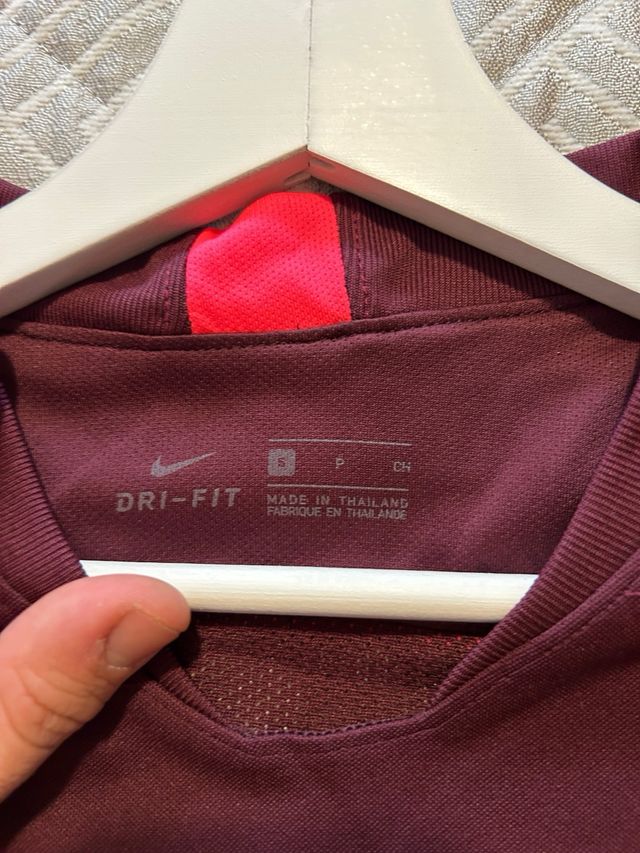 DRI-FIT
S P CH
MADE IN THAILAND
FABRIQUE EN THAILANDE